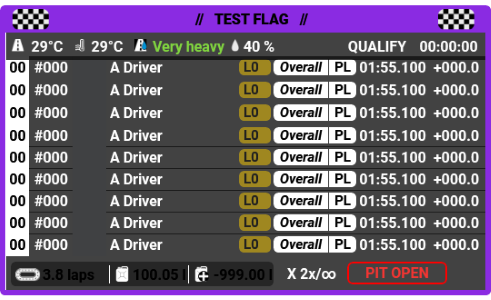 // TEST FLAG //
29°C 29°C Very heavy 40 % QUALIFY 00:00:00
00 #000 A Driver L0 Overall PL 01:55.100 +000.0
00 #000 A Driver L0 Overall PL 01:55.100 +000.0
00 #000 A Driver L0 Overall PL 01:55.100 +000.0
00 #000 A Driver L0 Overall PL 01:55.100 +000.0
00 #000 A Driver L0 Overall PL 01:55.100 +000.0
00 #000 A Driver L0 Overall PL 01:55.100 +000.0
00 #000 A Driver L0 Overall PL 01:55.100 +000.0
00 #000 A Driver L0 Overall PL 01:55.100 +000.0
00 #000 A Driver L0 Overall PL 01:55.100 +000.0
3.8 laps 100.05 l -999.00 l X 2x/∞ PIT OPEN